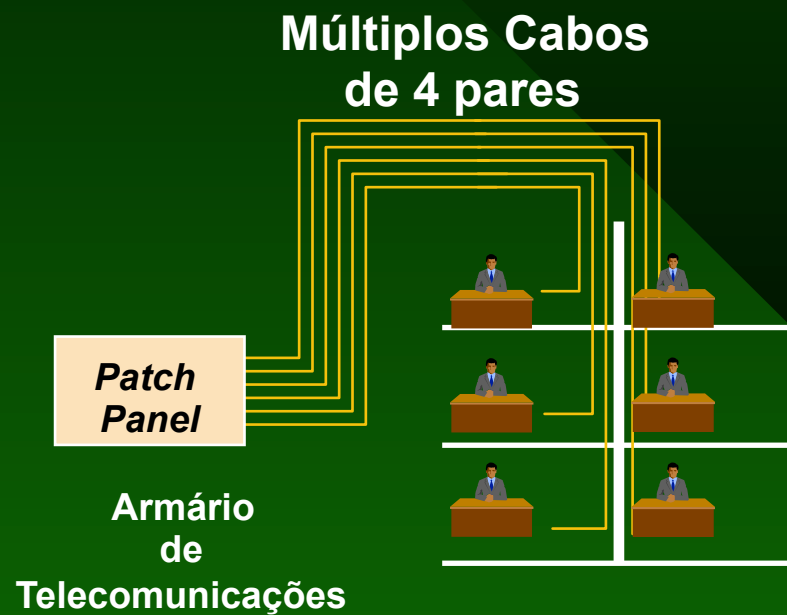 Múltiplos Cabos
de 4 pares
Patch
Panel
Armário
de
Telecomunicações